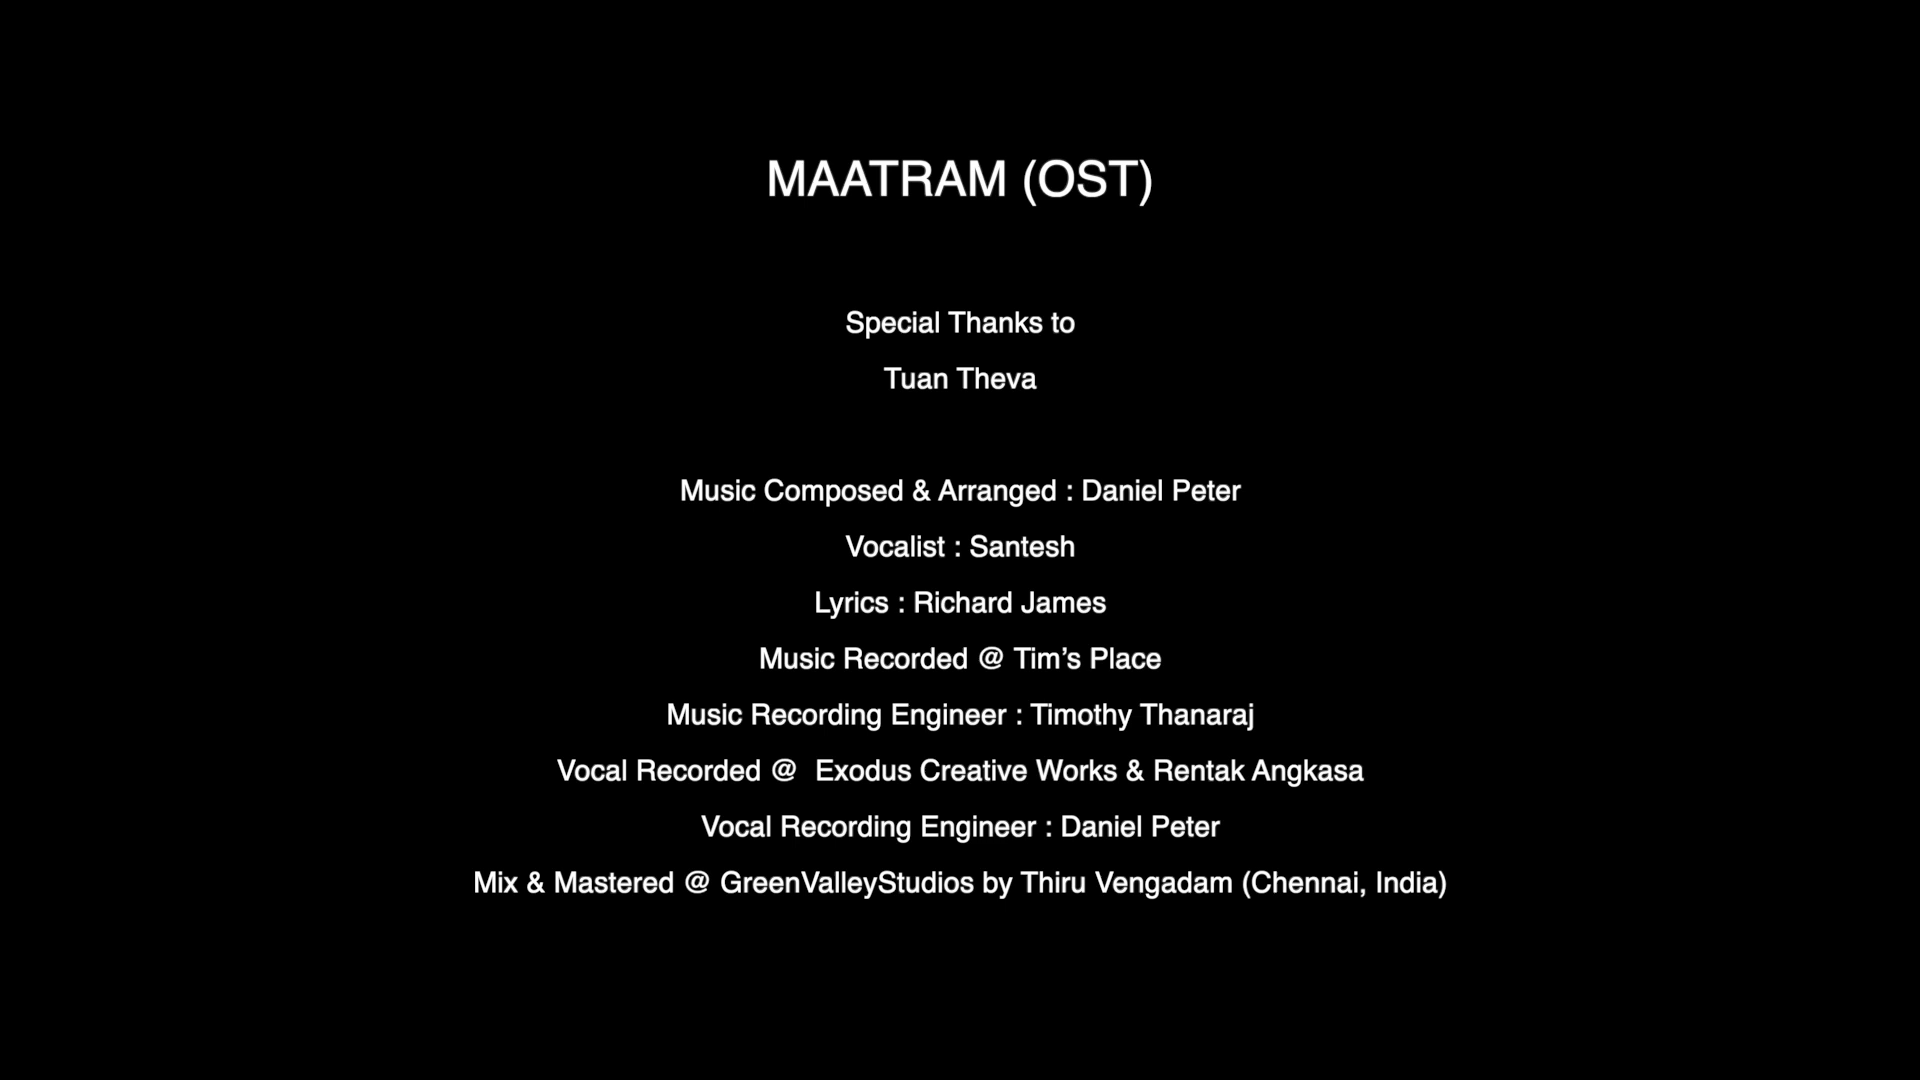 MAATRAM (OST)
Special Thanks to
Tuan Theva
Music Composed & Arranged : Daniel Peter
Vocalist : Santesh
Lyrics : Richard James
Music Recorded @ Tim’s Place
Music Recording Engineer : Timothy Thanaraj
Vocal Recorded @  Exodus Creative Works & Rentak Angkasa
Vocal Recording Engineer : Daniel Peter
Mix & Mastered @ GreenValleyStudios by Thiru Vengadam (Chennai, India)